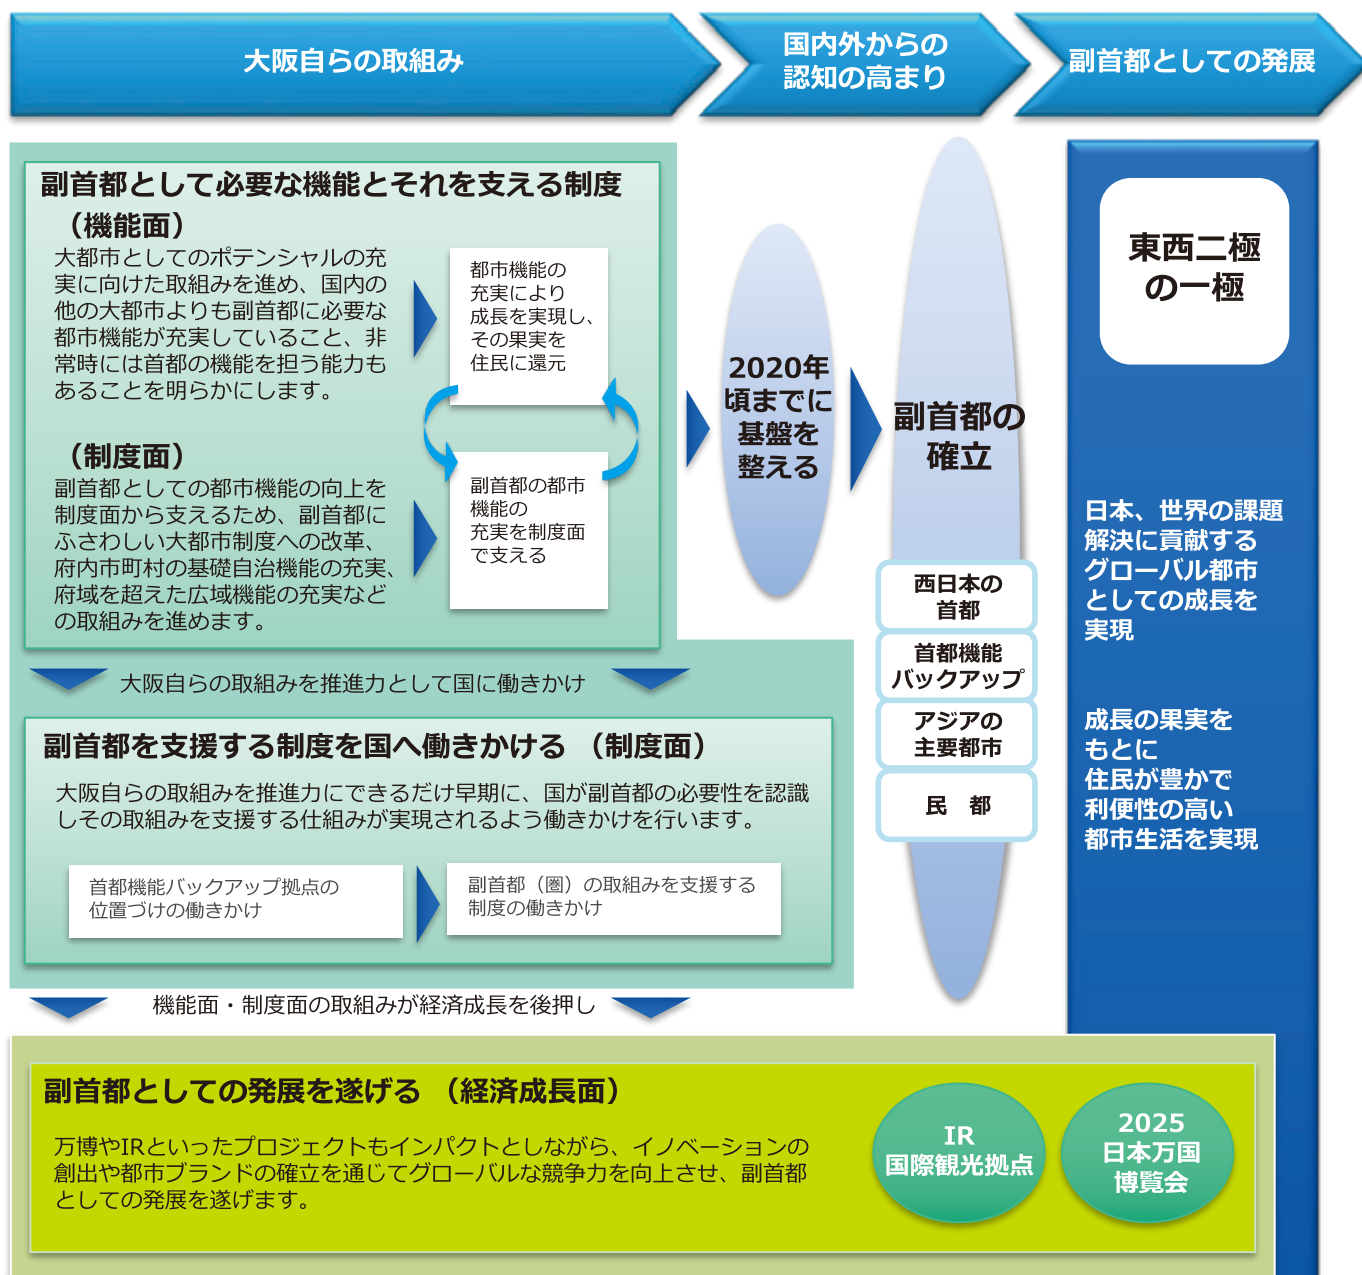 大阪自らの取組み
国内外からの
認知の高まり
副首都としての発展
副首都として必要な機能とそれを支える制度
（機能面）
大都市としてのポテンシャルの充
実に向けた取組みを進め、国内の
他の大都市よりも副首都に必要な
都市機能が充実していること、非
常時には首都の機能を担う能力も
あることを明らかにします。
都市機能の
充実により
成長を実現し、
その果実を
住民に還元
（制度面）
副首都としての都市機能の向上を
制度面から支えるため、副首都に
ふさわしい大都市制度への改革、
府内市町村の基礎自治機能の充実、
府域を超えた広域機能の充実など
の取組みを進めます。
副首都の都市
機能の
充実を制度面
で支える
大阪自らの取組みを推進力として国に働きかけ
副首都を支援する制度を国へ働きかける （制度面）
大阪自らの取組みを推進力にできるだけ早期に、国が副首都の必要性を認識
しその取組みを支援する仕組みが実現されるよう働きかけを行います。
首都機能バックアップ拠点の
位置づけの働きかけ
副首都（圏）の取組みを支援する
制度の働きかけ
機能面・制度面の取組みが経済成長を後押し
2020年
頃までに
基盤を
整える
副首都の
確立
西日本の
首都
首都機能
バックアップ
アジアの
主要都市
民　都
東西二極
の一極
日本、世界の課題
解決に貢献する
グローバル都市
としての成長を
実現
成長の果実を
もとに
住民が豊かで
利便性の高い
都市生活を実現
副首都としての発展を遂げる （経済成長面）
万博やIRといったプロジェクトもインパクトとしながら、イノベーションの
創出や都市ブランドの確立を通じてグローバルな競争力を向上させ、副首都
としての発展を遂げます。
IR
国際観光拠点
2025
日本万国
博覧会